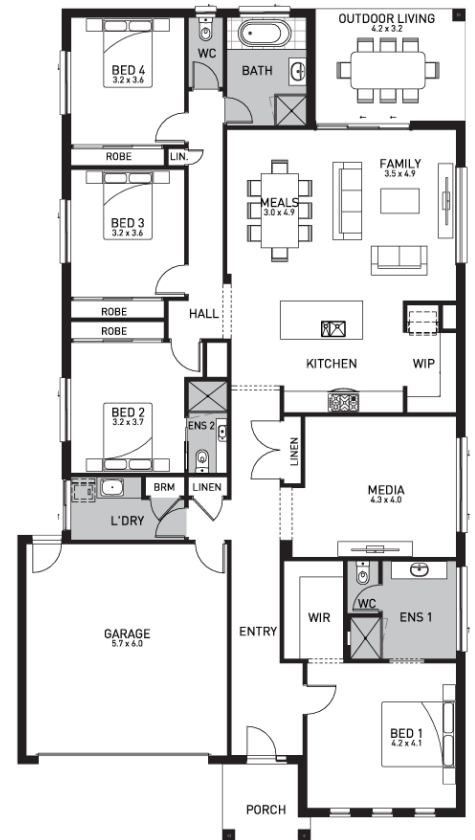 OUTDOOR LIVING
4.2 x 3.2
WC
BED 4
3.2 x 3.6
BATH
ROBE
LIN.
FAMILY
3.5 x 4.9
MEALS
3.0 x 4.9
BED 3
3.2 x 3.6
ROBE
HALL
ROBE
KITCHEN
WIP
BED 2
3.2 x 3.7
ENS 2
LINEN
BRM
LINEN
MEDIA
4.3 x 4.0
L'DRY
WC
WIR
ENS 1
GARAGE
5.7 x 6.0
ENTRY
BED 1
4.2 x 4.1
PORCH